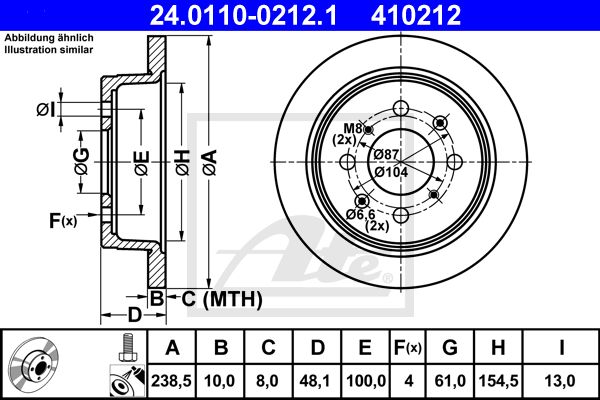 24.0110-0212.1 410212
Abbildung ähnlich
Illustration similar
ØI
ØG
ØE
ØH
ØA
F(x)
B
C (MTH)
D
M8
(2x)
Ø87
Ø104
Ø6,6
(2x)
Ate
®
A B C D E F(x) G H I
238,5 10,0 8,0 48,1 100,0 4 61,0 154,5 13,0